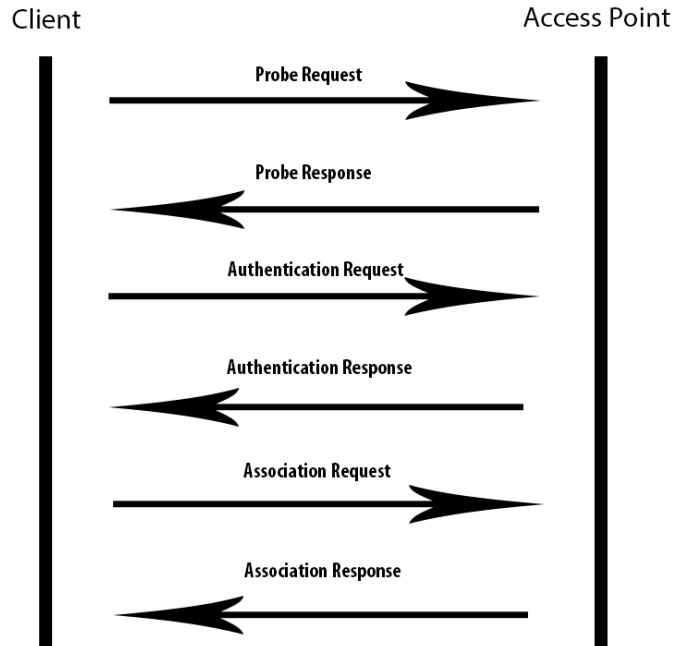 Client
Access Point
Probe Request
Probe Response
Authentication Request
Authentication Response
Association Request
Association Response